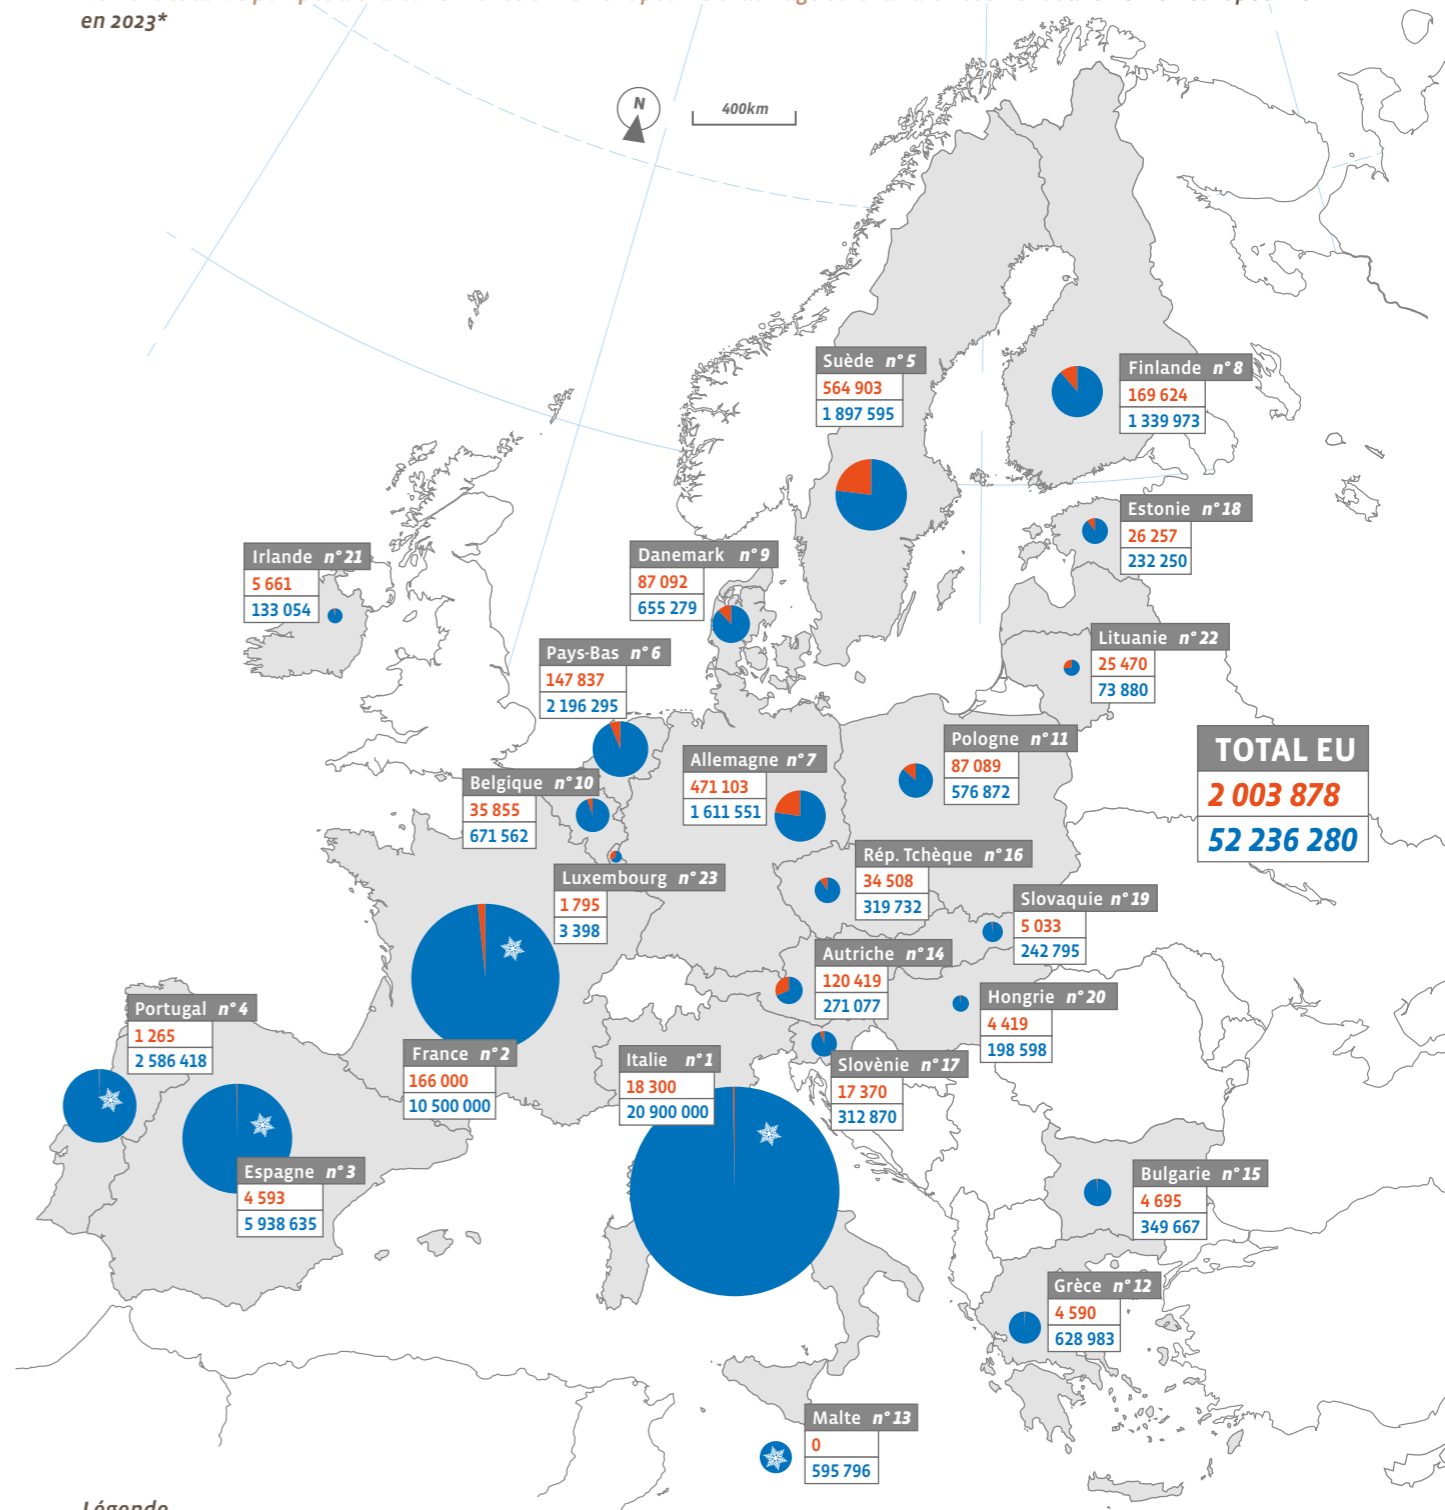 en 2023*
N
400km
Suède n°5
564 903
1 897 595
Finlande n°8
169 624
1 339 973
Estonie n°18
26 257
232 250
Irlande n°21
5 661
133 054
Danemark n°9
87 092
655 279
Lituanie n°22
25 470
73 880
Pays-Bas n°6
147 837
2 196 295
Pologne n°11
87 089
576 872
TOTAL EU
2 003 878
52 236 280
Allemagne n°7
471 103
1 611 551
Belgique n°10
35 855
671 562
Rép. Tchèque n°16
34 508
319 732
Luxembourg n°23
1 795
3 398
Slovaquie n°19
5 033
242 795
Autriche n°14
120 419
271 077
Hongrie n°20
4 419
198 598
Portugal n°4
1 265
2 586 418
France n°2
166 000
10 500 000
Italie n°1
18 300
20 900 000
Slovènie n°17
17 370
312 870
Espagne n°3
4 593
5 938 635
Bulgarie n°15
4 695
349 667
Grèce n°12
4 590
628 983
Malte n°13
0
595 796
Légende